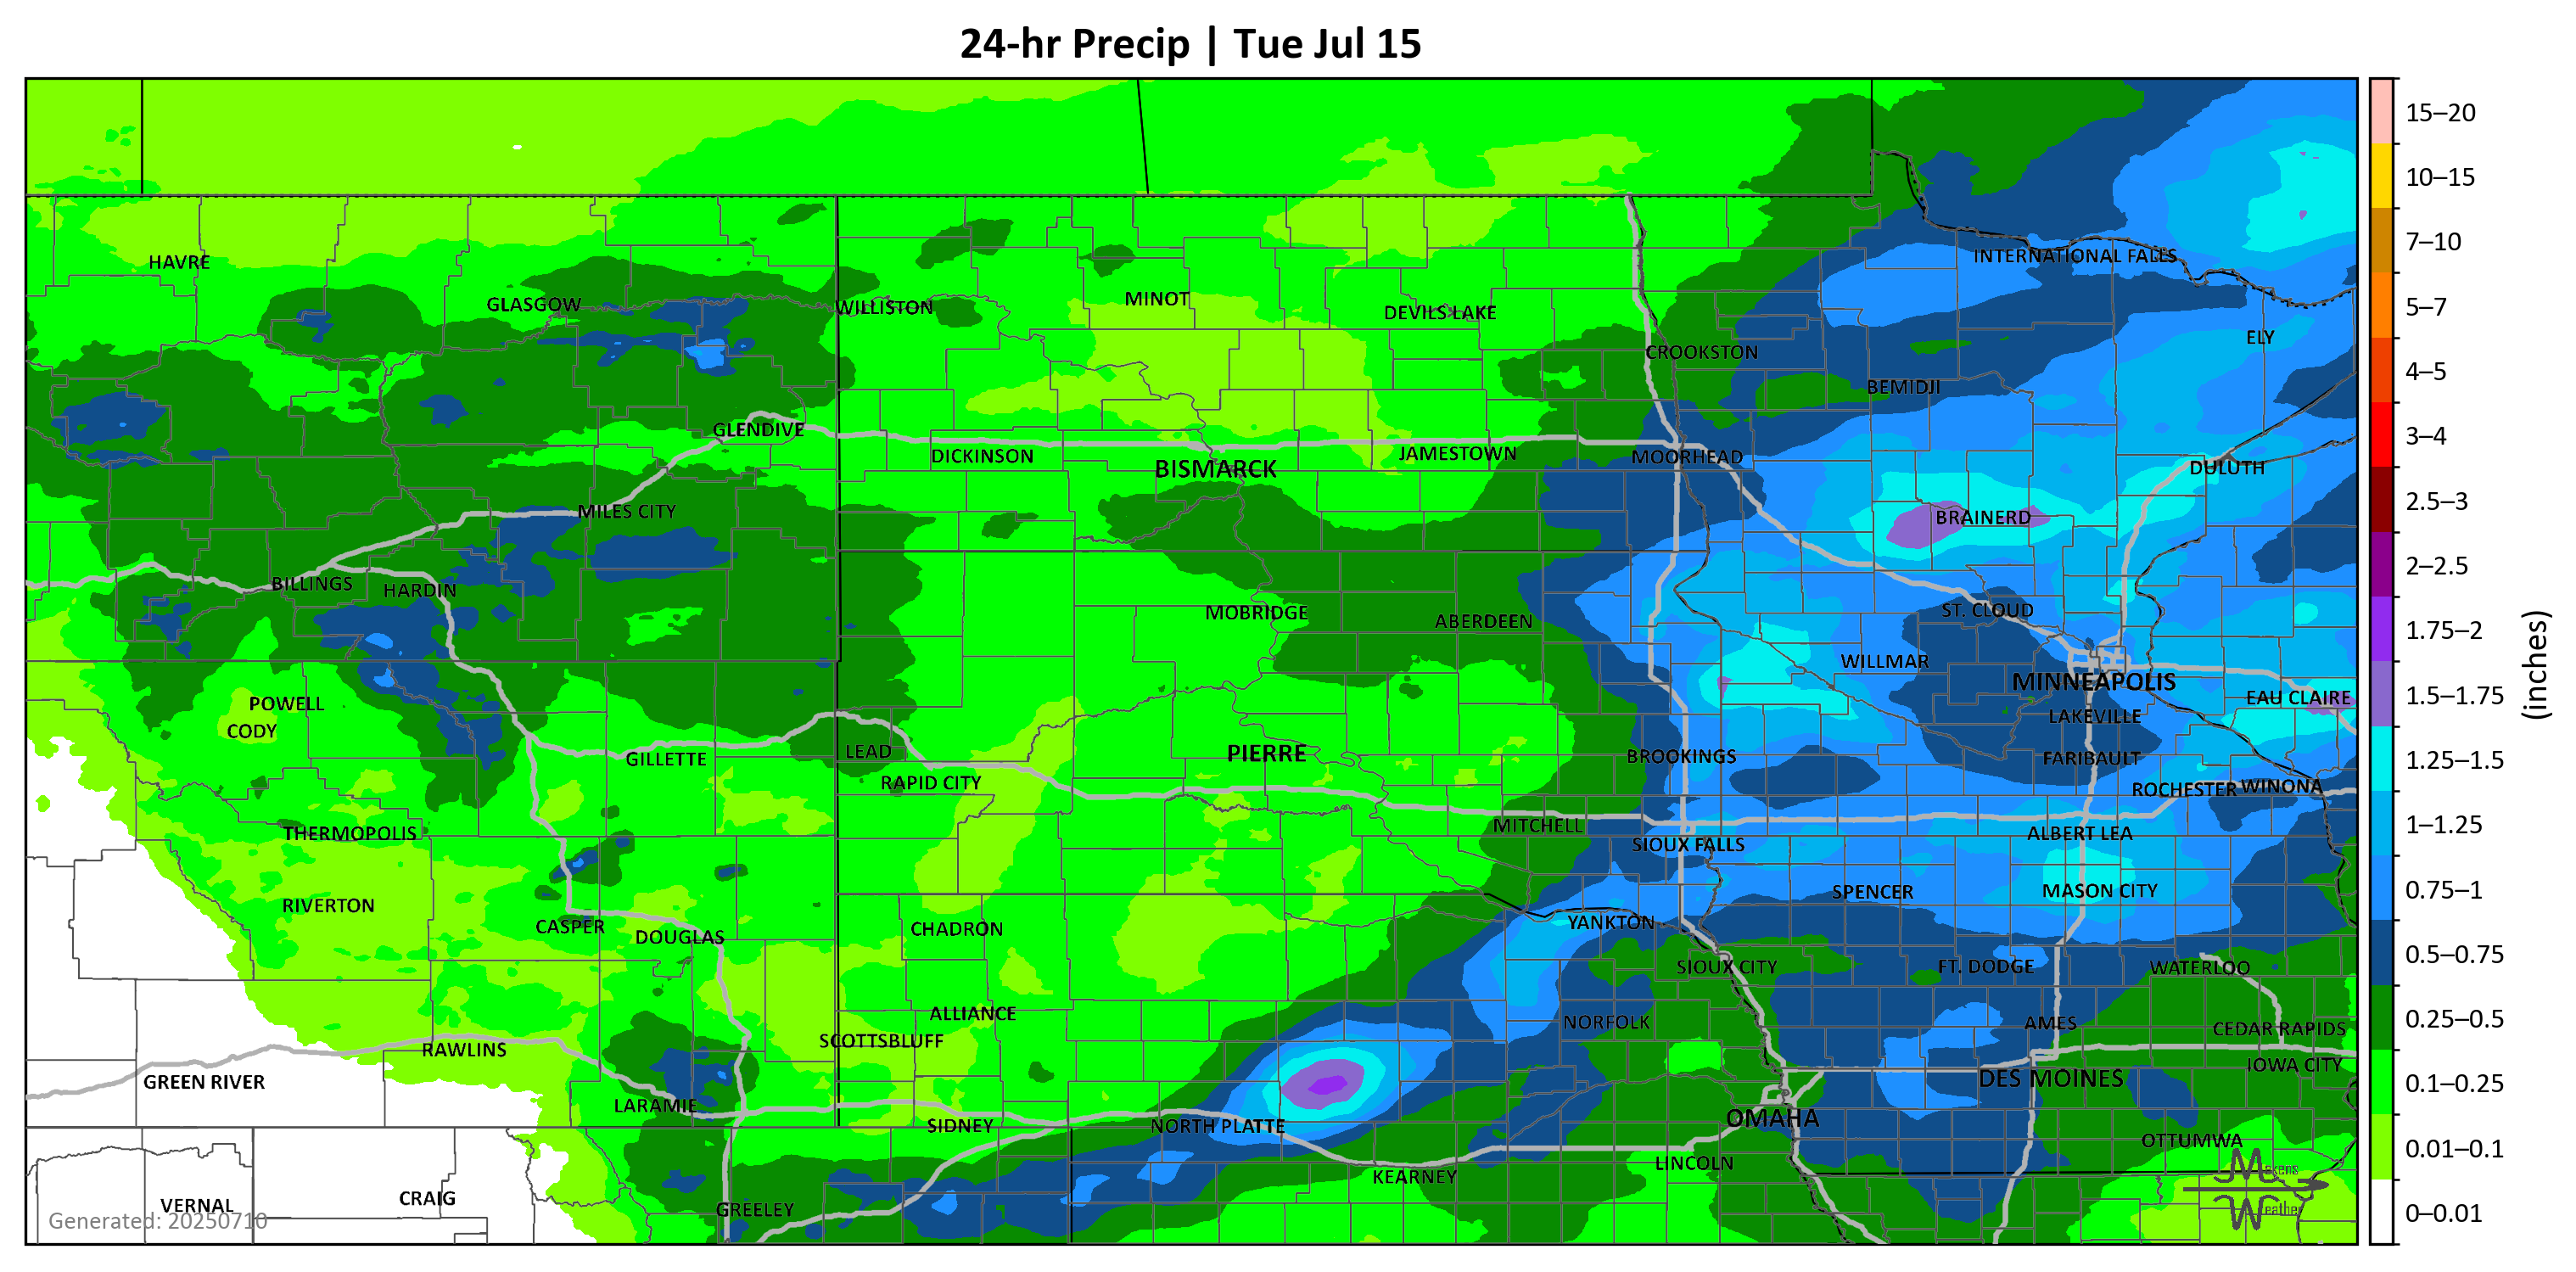 24-hr Precip | Tue Jul 15
HAVRE
GLASGOW
WILLISTON
MINOT
DEVILS LAKE
INTERNATIONAL FALLS
ELY
CROOKSTON
BEMIDJI
GLENDIVE
DICKINSON
BISMARCK
JAMESTOWN
MOORHEAD
DULUTH
MILES CITY
BRAINERD
BILLINGS
HARDIN
MOBRIDGE
ABERDEEN
ST. CLOUD
WILLMAR
MINNEAPOLIS
EAU CLAIRE
POWELL
CODY
LAKEVILLE
GILLETTE
LEAD
PIERRE
BROOKINGS
FARIBAULT
RAPID CITY
ROCHESTER
WINONA
THERMOPOLIS
MITCHELL
ALBERT LEA
SIOUX FALLS
RIVERTON
SPENCER
MASON CITY
CASPER
DOUGLAS
CHADRON
YANKTON
SIOUX CITY
FT. DODGE
WATERLOO
ALLIANCE
NORFOLK
AMES
CEDAR RAPIDS
SCOTTSBLUFF
RAWLINS
IOWA CITY
GREEN RIVER
DES MOINES
LARAMIE
SIDNEY
NORTH PLATTE
OMAHA
OTTUMWA
LINCOLN
KEARNEY
VERNAL
CRAIG
GREELEY
Generated: 20250710
Makens
Weather
15–20
10–15
7–10
5–7
4–5
3–4
2.5–3
2–2.5
1.75–2
1.5–1.75
1.25–1.5
1–1.25
0.75–1
0.5–0.75
0.25–0.5
0.1–0.25
0.01–0.1
0–0.01
(inches)